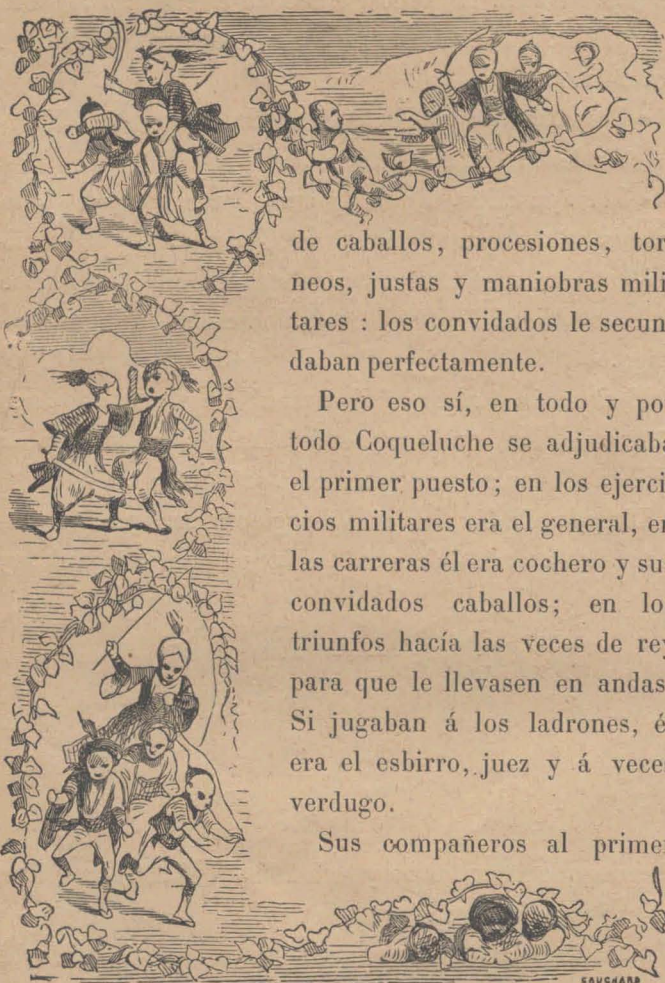 de caballos, procesiones, tor
neos, justas y maniobras mili
tares : los convidados le secun
daban perfectamente.
Pero eso sí, en todo y po
todo Coqueluche se adjudicaba
el primer puesto; en los ejerci
cios militares era el general, en
las carreras él era cochero y su
convidados caballos; en lo
triunfos hacía las veces de rey
para que le llevasen en andas
Si jugaban á los ladrones, é
era el esbirro, juez y á vece
verdugo.
Sus compañeros al prime
GAUCHARD